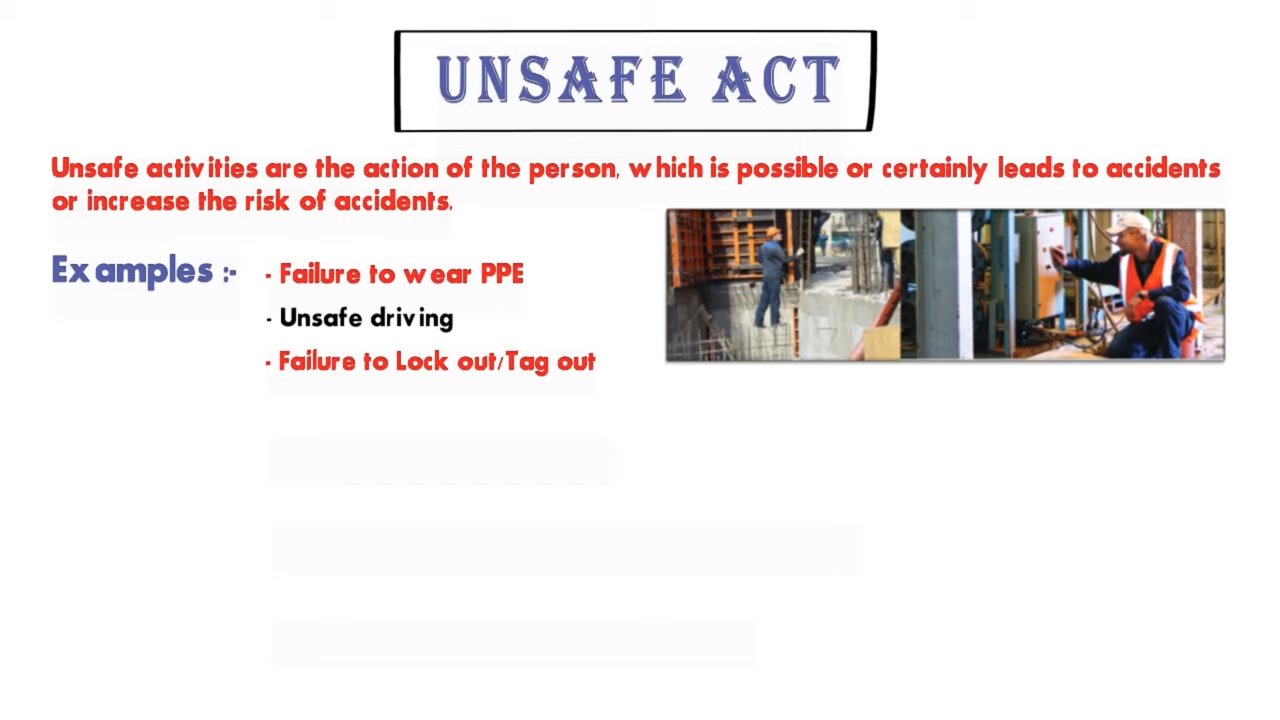 UNSAFE ACT
Unsafe activities are the action of the person, which is possible or certainly leads to accidents
or increase the risk of accidents.
Examples :-
- Failure to wear PPE
- Unsafe driving
- Failure to Lock out/Tag out